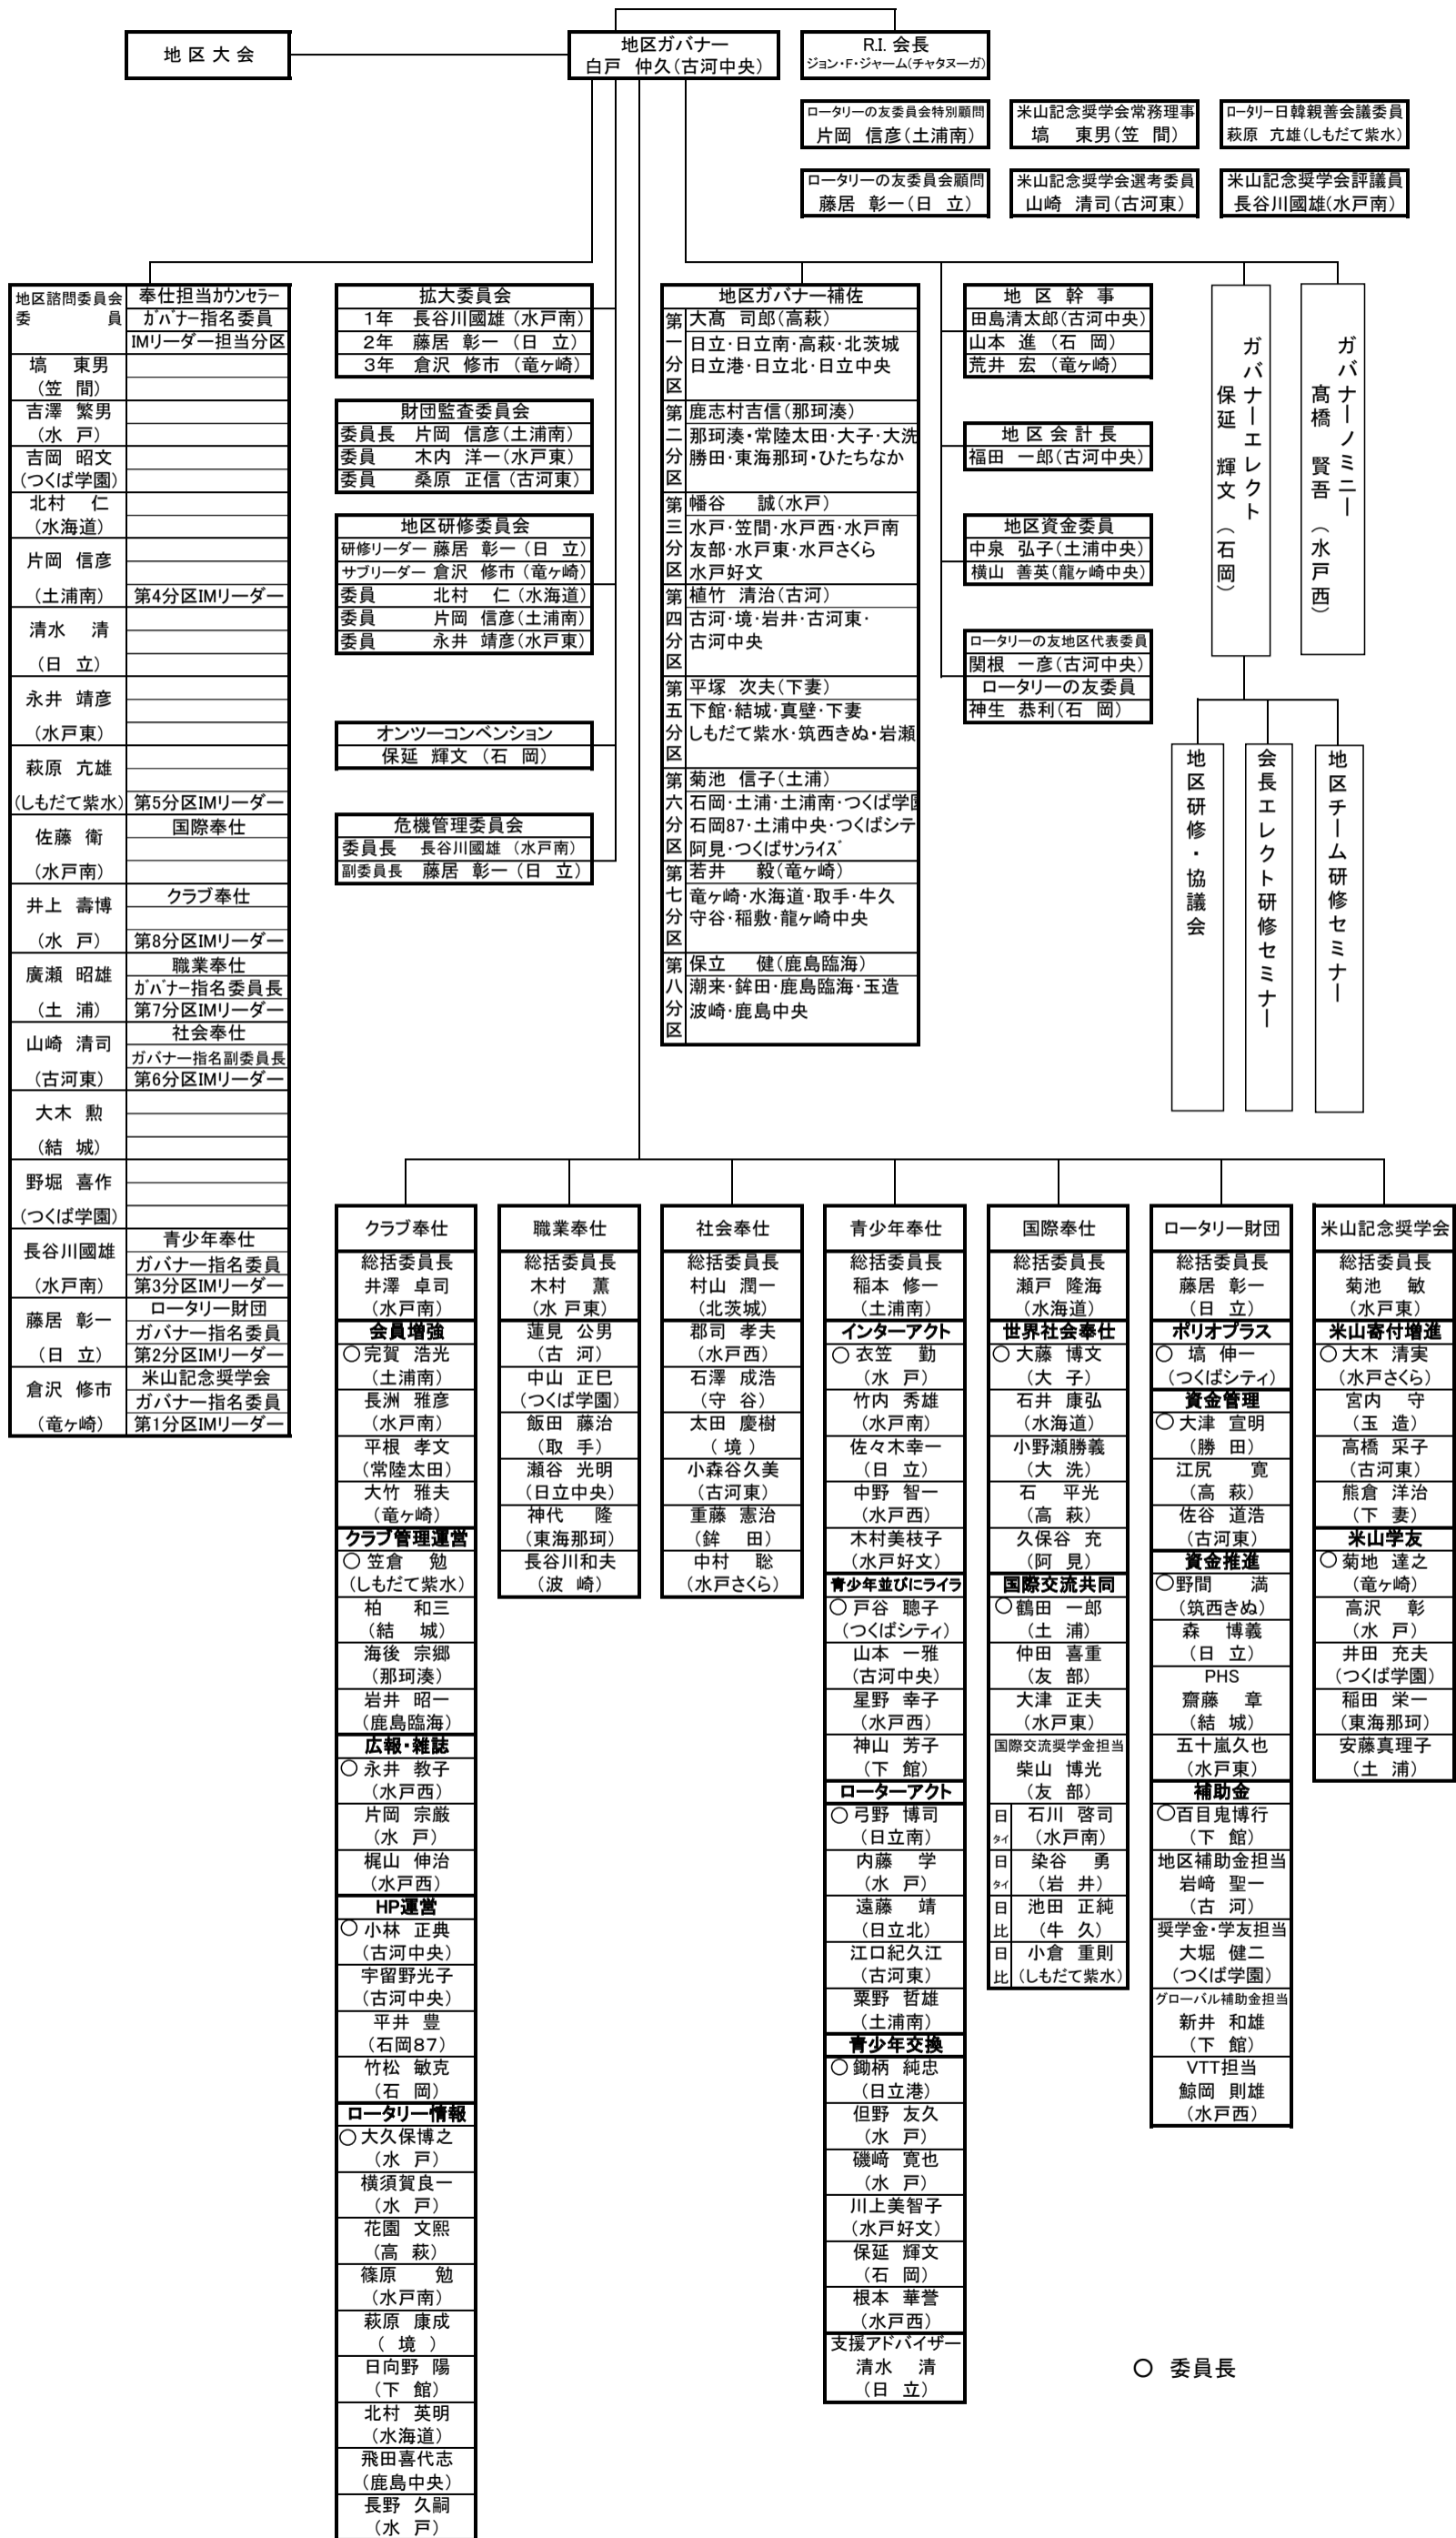 地 区 大 会
地区ガバナー
白戸 仲久(古河中央)
R.I. 会長
ジョン・F・ジャーム(チャタヌーガ)
ロータリーの友委員会特別顧問
片岡 信彦(土浦南)
米山記念奨学会常務理事
塙 東男(笠 間)
ロータリー日韓親善会議委員
萩原 亢雄(しもだて紫水)
ロータリーの友委員会顧問
藤居 彰一(日 立)
米山記念奨学会選考委員
山崎 清司(古河東)
米山記念奨学会評議員
長谷川國雄(水戸南)
地区諮問委員会
委 員
奉仕担当カウンセラー
ガバナー指名委員
IMリーダー担当分区
塙 東男
(笠 間)
吉澤 繁男
(水 戸)
吉岡 昭文
(つくば学園)
北村 仁
(水海道)
片岡 信彦
(土浦南)
第4分区IMリーダー
清水 清
(日 立)
永井 靖彦
(水戸東)
萩原 亢雄
(しもだて紫水)
第5分区IMリーダー
佐藤 衛
(水戸南)
国際奉仕
井上 壽博
(水 戸)
クラブ奉仕
第8分区IMリーダー
廣瀬 昭雄
(土 浦)
職業奉仕
ガバナー指名委員長
第7分区IMリーダー
山崎 清司
(古河東)
社会奉仕
ガバナー指名副委員長
第6分区IMリーダー
大木 勲
(結 城)
野堀 喜作
(つくば学園)
長谷川國雄
(水戸南)
青少年奉仕
ガバナー指名委員
第3分区IMリーダー
藤居 彰一
(日 立)
ロータリー財団
ガバナー指名委員
第2分区IMリーダー
倉沢 修市
(竜ヶ崎)
米山記念奨学会
ガバナー指名委員
第1分区IMリーダー
拡大委員会
1年 長谷川國雄(水戸南)
2年 藤居 彰一(日 立)
3年 倉沢 修市(竜ヶ崎)
財団監査委員会
委員長 片岡 信彦(土浦南)
委員 木内 洋一(水戸東)
委員 桑原 正信(古河東)
地区研修委員会
研修リーダー 藤居 彰一(日 立)
サブリーダー 倉沢 修市(竜ヶ崎)
委員 北村 仁(水海道)
委員 片岡 信彦(土浦南)
委員 永井 靖彦(水戸東)
オンツーコンベンション
保延 輝文(石 岡)
危機管理委員会
委員長 長谷川國雄(水戸南)
副委員長 藤居 彰一(日 立)
地区ガバナー補佐
第一分区
大髙 司郎(高萩)
日立・日立南・高萩・北茨城
日立港・日立北・日立中央
第二分区
鹿志村吉信(那珂湊)
那珂湊・常陸太田・大子・大洗
勝田・東海那珂・ひたちなか
第三分区
幡谷 誠(水戸)
水戸・笠間・水戸西・水戸南
友部・水戸東・水戸さくら
水戸好文
第四分区
植竹 清治(古河)
古河・境・岩井・古河東・
古河中央
第五分区
平塚 次夫(下妻)
下館・結城・真壁・下妻
しもだて紫水・筑西きぬ・岩瀬
第六分区
菊池 信子(土浦)
石岡・土浦・土浦南・つくば学園
石岡87・土浦中央・つくばシテ
阿見・つくばサンライズ
第七分区
若井 毅(竜ヶ崎)
竜ヶ崎・水海道・取手・牛久
守谷・稲敷・龍ヶ崎中央
第八分区
保立 健(鹿島臨海)
潮来・鉾田・鹿島臨海・玉造
波崎・鹿島中央
地 区 幹 事
田島清太郎(古河中央)
山本 進(石 岡)
荒井 宏(竜ヶ崎)
地 区 会 計 長
福田 一郎(古河中央)
地区資金委員
中泉 弘子(土浦中央)
横山 善英(龍ヶ崎中央)
ロータリーの友地区代表委員
関根 一彦(古河中央)
ロータリーの友委員
神生 恭利(石 岡)
ガバナーエレクト
保延 輝文 (石岡)
ガバナーノミニー
髙橋 賢吾 (水戸西)
地区研修・協議会
会長エレクト研修セミナー
地区チーム研修セミナー
クラブ奉仕
総括委員長
井澤 卓司
(水戸南)
会員増強
○ 完賀 浩光
(土浦南)
長洲 雅彦
(水戸南)
平根 孝文
(常陸太田)
大竹 雅夫
(竜ヶ崎)
クラブ管理運営
○ 笠倉 勉
(しもだて紫水)
柏 和三
(結 城)
海後 宗郷
(那珂湊)
岩井 昭一
(鹿島臨海)
広報・雑誌
○ 永井 教子
(水戸西)
片岡 宗厳
(水 戸)
梶山 伸治
(水戸西)
HP運営
○ 小林 正典
(古河中央)
宇留野光子
(古河中央)
平井 豊
(石岡87)
竹松 敏克
(石 岡)
ロータリー情報
○ 大久保博之
(水 戸)
横須賀良一
(水 戸)
花園 文熙
(高 萩)
篠原 勉
(水戸南)
萩原 康成
( 境 )
日向野 陽
(下 館)
北村 英明
(水海道)
飛田喜代志
(鹿島中央)
長野 久嗣
(水 戸)
職業奉仕
総括委員長
木村 薫
(水 戸東)
蓮見 公男
(古 河)
中山 正巳
(つくば学園)
飯田 藤治
(取 手)
瀬谷 光明
(日立中央)
神代 隆
(東海那珂)
長谷川和夫
(波 崎)
社会奉仕
総括委員長
村山 潤一
(北茨城)
郡司 孝夫
(水戸西)
石澤 成浩
(守 谷)
太田 慶樹
( 境 )
小森谷久美
(古河東)
重藤 憲治
(鉾 田)
中村 聡
(水戸さくら)
青少年奉仕
総括委員長
稲本 修一
(土浦南)
インターアクト
○ 衣笠 勤
(水 戸)
竹内 秀雄
(水戸南)
佐々木幸一
(日 立)
中野 智一
(水戸西)
木村美枝子
(水戸好文)
青少年並びにライラ
○ 戸谷 聰子
(つくばシティ)
山本 一雅
(古河中央)
星野 幸子
(水戸西)
神山 芳子
(下 館)
ローターアクト
○ 弓野 博司
(日立南)
内藤 学
(水 戸)
遠藤 靖
(日立北)
江口紀久江
(古河東)
粟野 哲雄
(土浦南)
青少年交換
○ 鋤柄 純忠
(日立港)
但野 友久
(水 戸)
磯﨑 寛也
(水 戸)
川上美智子
(水戸好文)
保延 輝文
(石 岡)
根本 華誉
(水戸西)
支援アドバイザー
清水 清
(日 立)
国際奉仕
総括委員長
瀬戸 隆海
(水海道)
世界社会奉仕
○ 大藤 博文
(大 子)
石井 康弘
(水海道)
小野瀬勝義
(大 洗)
石 平光
(高 萩)
久保谷 充
(阿 見)
国際交流共同
○ 鶴田 一郎
(土 浦)
仲田 喜重
(友 部)
大津 正夫
(水戸東)
国際交流奨学金担当
柴山 博光
(友 部)
日タイ
石川 啓司
(水戸南)
日タイ
染谷 勇
(岩 井)
日比
池田 正純
(牛 久)
日比
小倉 重則
(しもだて紫水)
ロータリー財団
総括委員長
藤居 彰一
(日 立)
ポリオプラス
○ 塙 伸一
(つくばシティ)
資金管理
○ 大津 宣明
(勝 田)
江尻 寛
(高 萩)
佐谷 道浩
(古河東)
資金推進
○野間 満
(筑西きぬ)
森 博義
(日 立)
PHS
齋藤 章
(結 城)
五十嵐久也
(水戸東)
補助金
○百目鬼博行
(下 館)
地区補助金担当
岩﨑 聖一
(古 河)
奨学金・学友担当
大堀 健二
(つくば学園)
グローバル補助金担当
新井 和雄
(下 館)
VTT担当
鯨岡 則雄
(水戸西)
米山記念奨学会
総括委員長
菊池 敏
(水戸東)
米山寄付増進
○ 大木 清実
(水戸さくら)
宮内 守
(玉 造)
高橋 采子
(古河東)
熊倉 洋治
(下 妻)
米山学友
○ 菊地 達之
(竜ヶ崎)
高沢 彰
(水 戸)
井田 充夫
(つくば学園)
稲田 栄一
(東海那珂)
安藤真理子
(土 浦)
○ 委員長